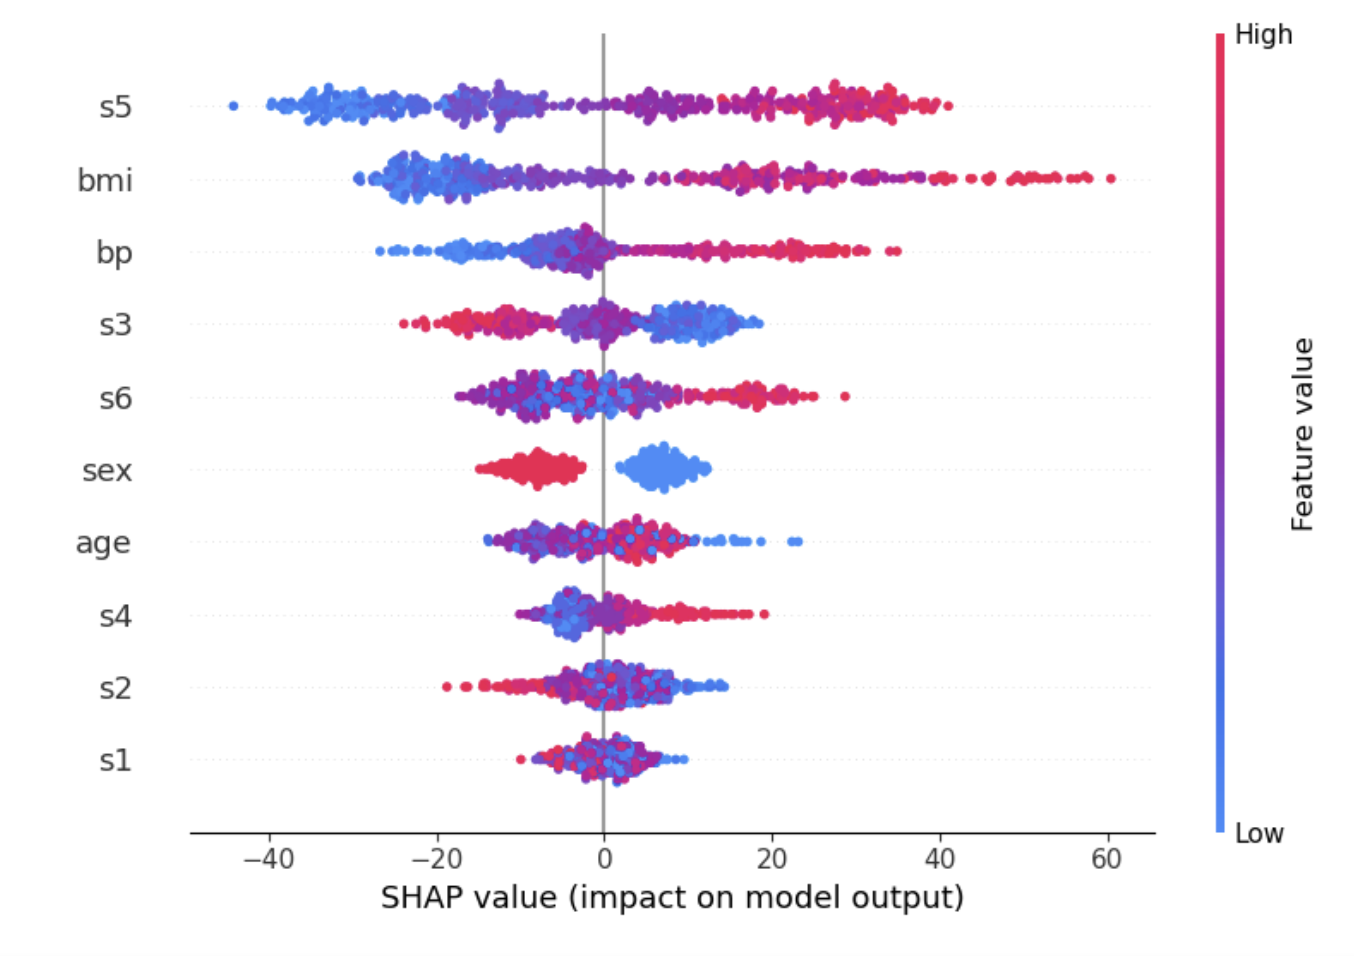 High
s5
bmi
bp
s3
s6
sex
age
s4
s2
s1
Low
Feature value
−40 −20 0 20 40 60
SHAP value (impact on model output)